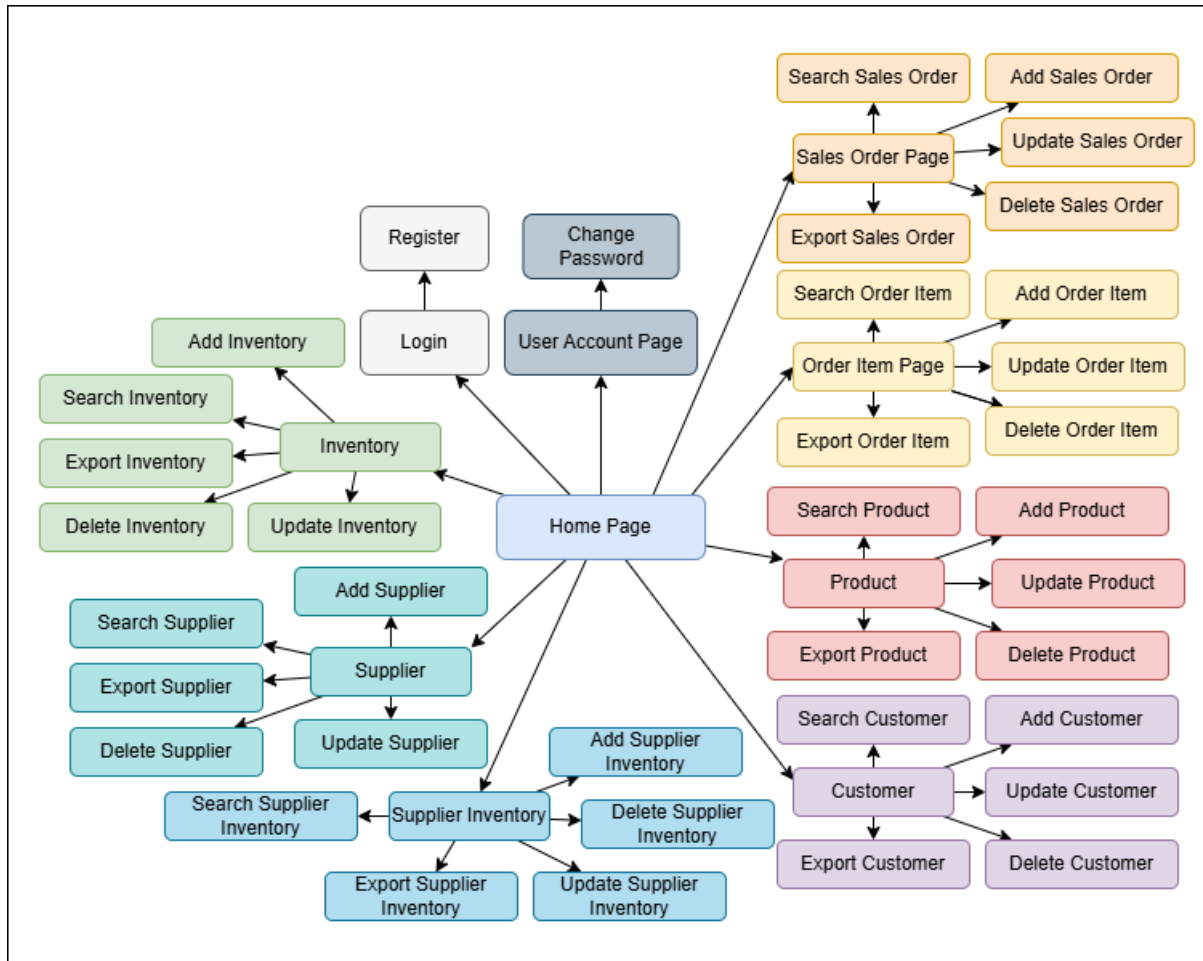 Search Sales Order
Add Sales Order
Update Sales Order
Sales Order Page
Delete Sales Order
Export Sales Order
Register
Change
Password
Login
User Account Page
Search Order Item
Add Order Item
Order Item Page
Update Order Item
Export Order Item
Delete Order Item
Add Inventory
Search Inventory
Inventory
Export Inventory
Delete Inventory
Update Inventory
Home Page
Search Product
Add Product
Product
Update Product
Export Product
Delete Product
Add Supplier
Search Supplier
Supplier
Export Supplier
Delete Supplier
Update Supplier
Search Customer
Add Customer
Customer
Update Customer
Export Customer
Delete Customer
Add Supplier
Inventory
Search Supplier
Inventory
Supplier Inventory
Delete Supplier
Inventory
Export Supplier
Inventory
Update Supplier
Inventory